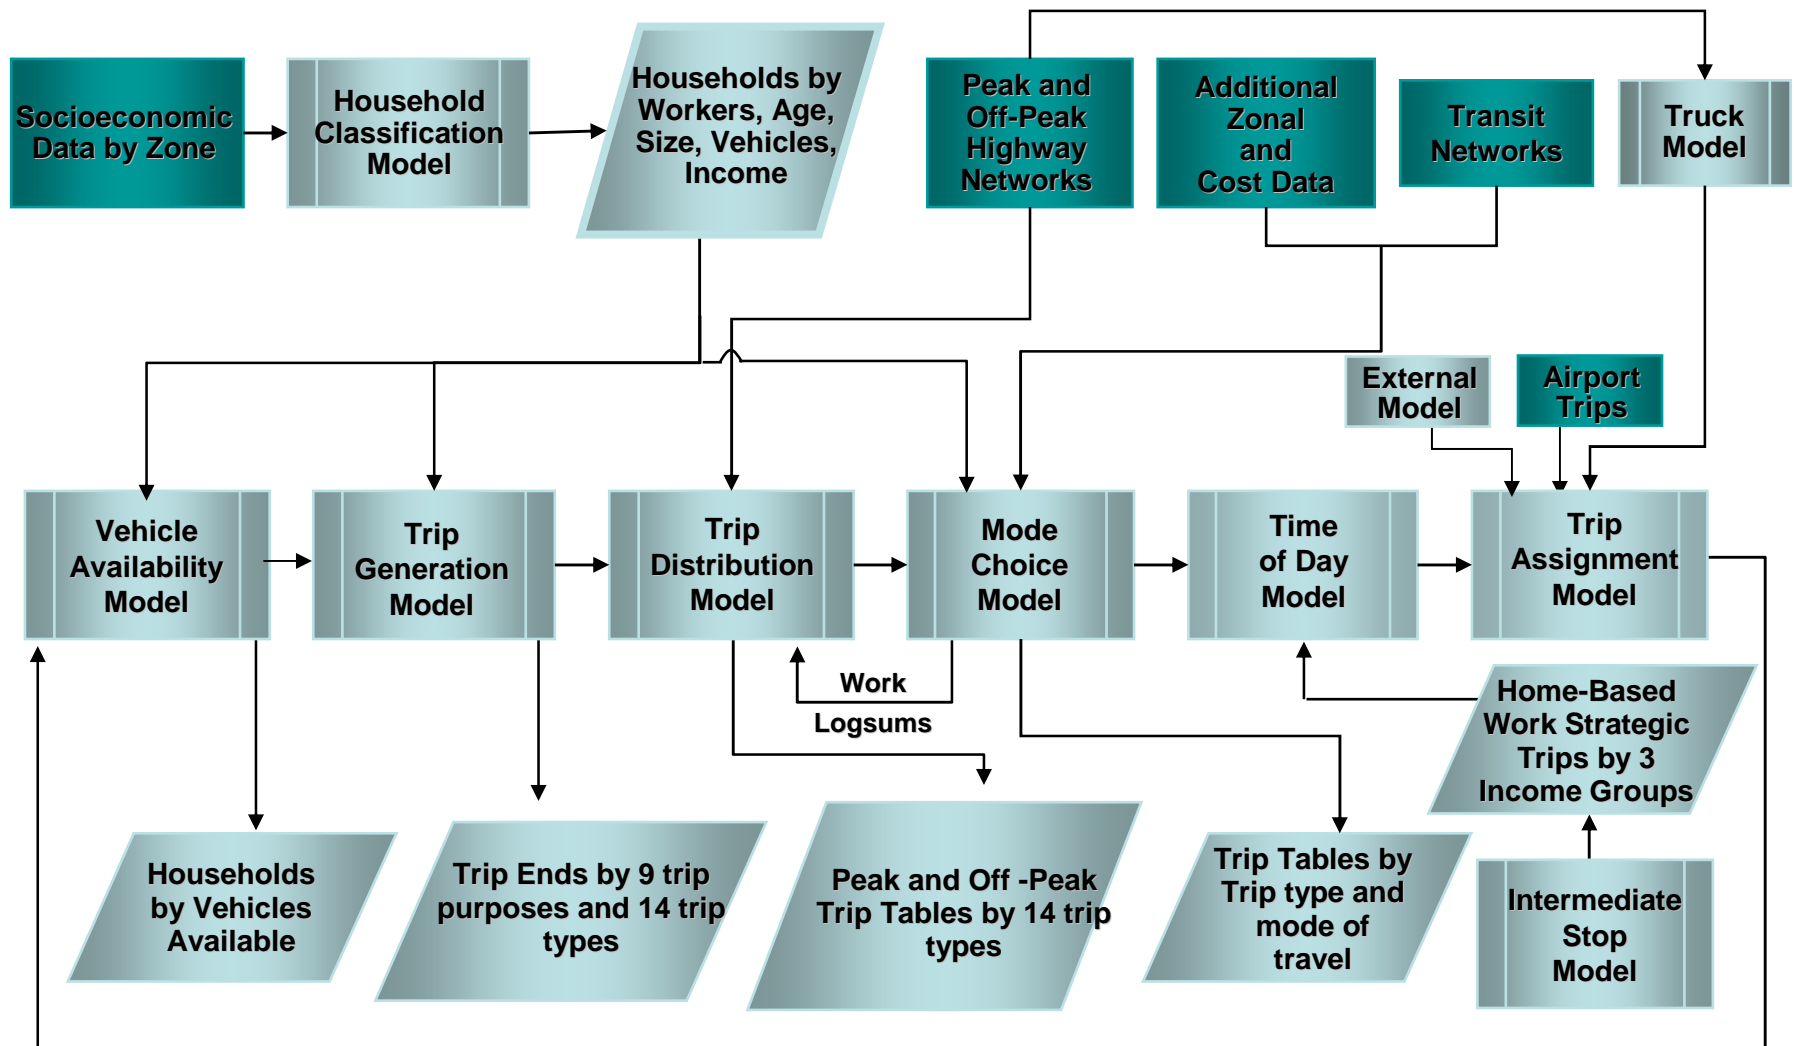 Socioeconomic
Data by Zone
Household
Classification
Model
Households by
Workers, Age,
Size, Vehicles,
Income
Peak and
Off-Peak
Highway
Networks
Additional
Zonal
and
Cost Data
Transit
Networks
Truck
Model
External
Model
Airport
Trips
Vehicle
Availability
Model
Trip
Generation
Model
Trip
Distribution
Model
Mode
Choice
Model
Time
of Day
Model
Trip
Assignment
Model
Work
Logsums
Home-Based
Work Strategic
Trips by 3
Income Groups
Households
by Vehicles
Available
Trip Ends by 9 trip
purposes and 14 trip
types
Peak and Off -Peak
Trip Tables by 14 trip
types
Trip Tables by
Trip type and
mode of
travel
Intermediate
Stop
Model